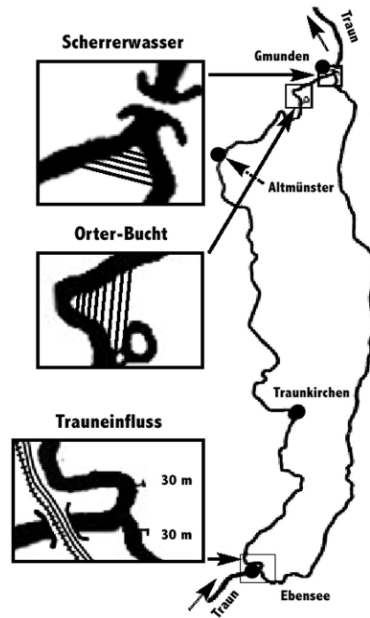 Traun
Scherrerwasser
Gmunden
Altmünster
Orter-Bucht
Traunkirchen
Trauneinfluss
30 m
30 m
Traun
Ebensee